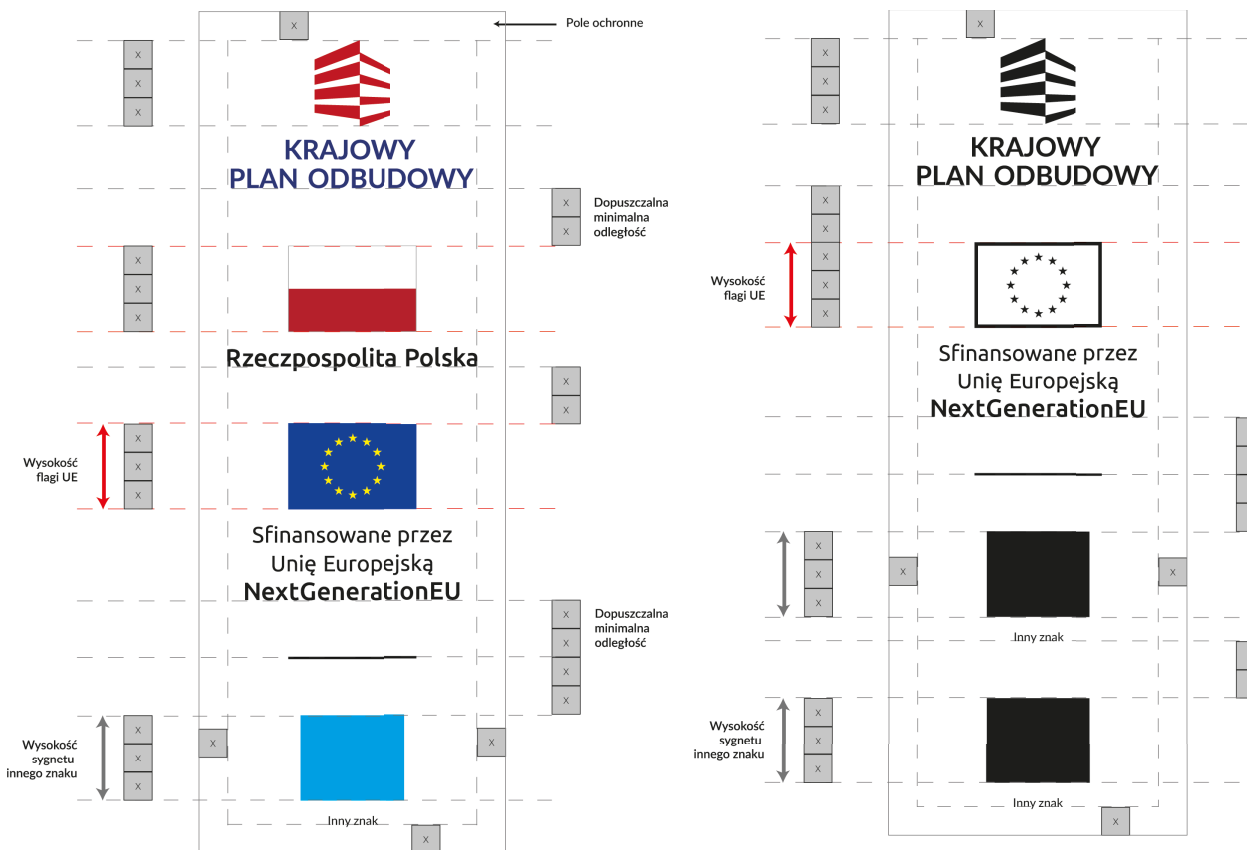 X
Pole ochronne
X
X
X
KRAJOWY
PLAN ODBUDOWY
X
X
Dopuszczalna
minimalna
odległość
X
X
X
Rzeczpospolita Polska
X
X
Wysokość
flagi UE
X
X
X
Sfinansowane przez
Unię Europejską
NextGenerationEU
X
X
X
X
Dopuszczalna
minimalna
odległość
Wysokość
sygnetu
innego znaku
X
X
X
X
X
Inny znak
X
X
X
X
X
KRAJOWY
PLAN ODBUDOWY
X
X
X
X
X
Wysokość
flagi UE
Sfinansowane przez
Unię Europejską
NextGenerationEU
X
X
X
X
X
Inny znak
Wysokość
sygnetu
innego znaku
X
X
X
Inny znak
X